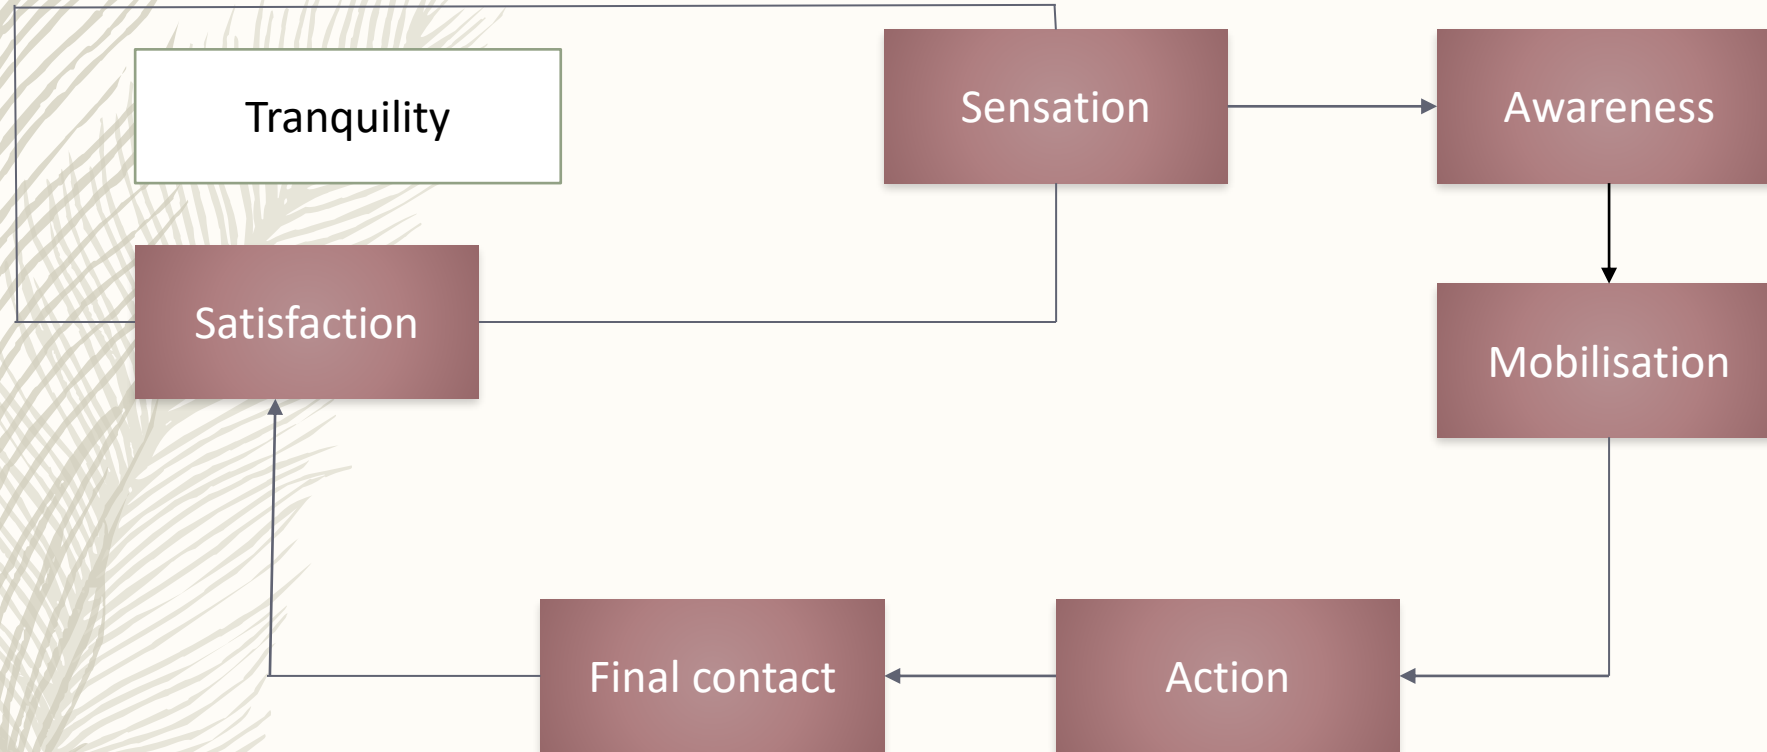 Tranquility
Sensation
Awareness
Satisfaction
Mobilisation
Final contact
Action